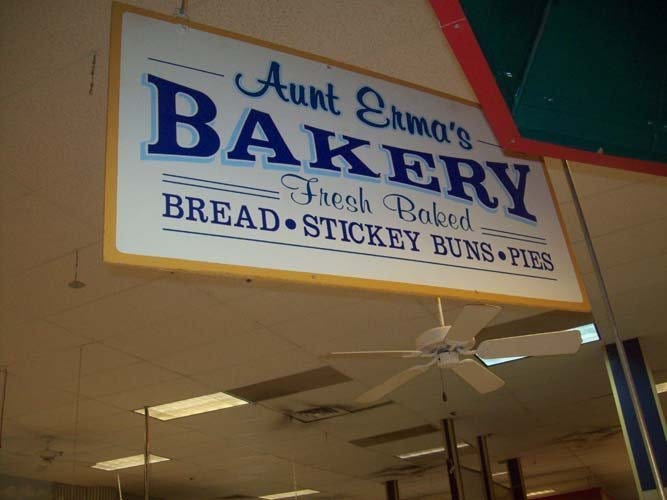 Aunt Erma's
BAKERY
Fresh Baked
BREAD • STICKEY BUNS • PIES